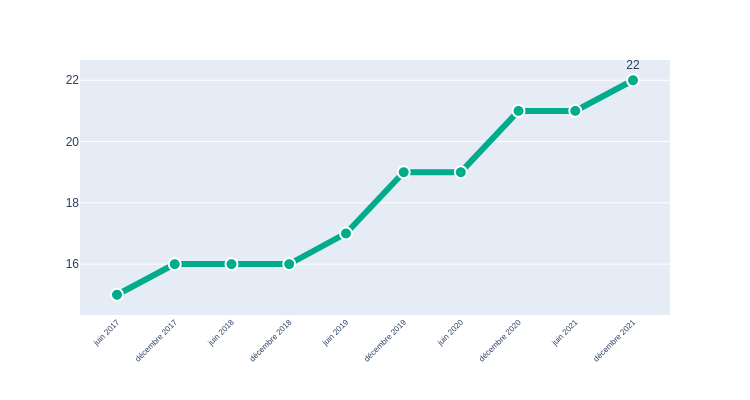 22
22
20
18
16
juin 2017
décembre 2017
juin 2018
décembre 2018
juin 2019
décembre 2019
juin 2020
décembre 2020
juin 2021
décembre 2021